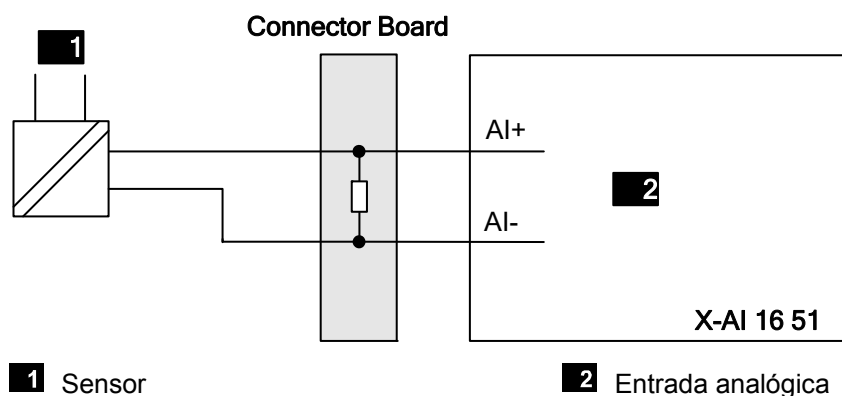 Connector Board
1
AI+
2
AI-
X-AI 16 51
1 Sensor
2 Entrada analógica